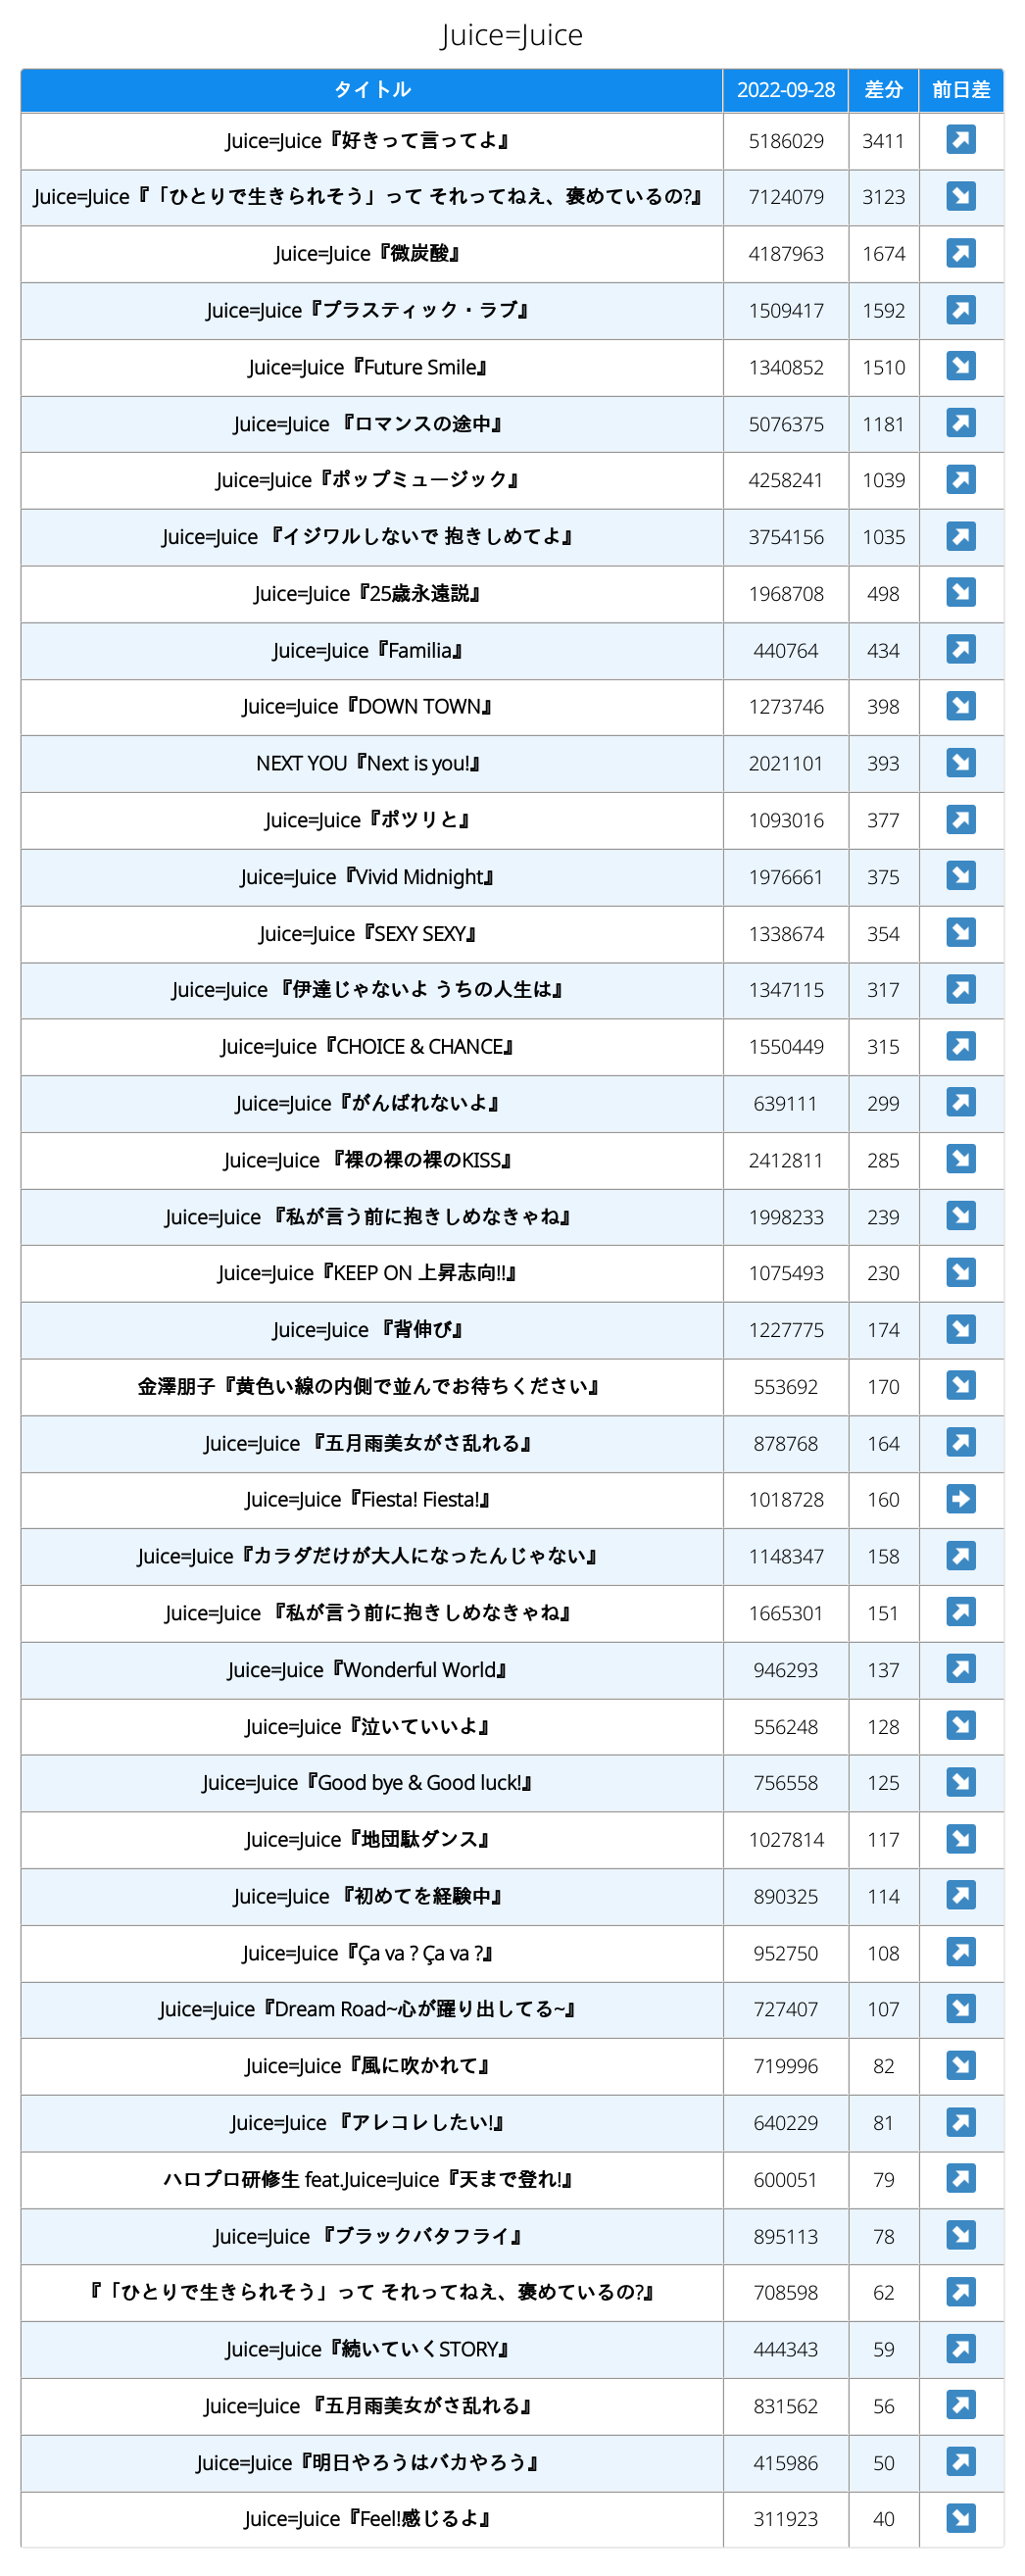 Juice=Juice
タイトル 2022-09-28 差分 前日差
Juice=Juice『好きって言ってよ』 5186029 3411
Juice=Juice『「ひとりで生きられそう」って それってねえ、褒めているの?』 7124079 3123
Juice=Juice『微炭酸』 4187963 1674
Juice=Juice『プラスティック・ラブ』 1509417 1592
Juice=Juice『Future Smile』 1340852 1510
Juice=Juice 『ロマンスの途中』 5076375 1181
Juice=Juice『ポップミュージック』 4258241 1039
Juice=Juice 『イジワルしないで 抱きしめてよ』 3754156 1035
Juice=Juice『25歳永遠説』 1968708 498
Juice=Juice『Familia』 440764 434
Juice=Juice『DOWN TOWN』 1273746 398
NEXT YOU『Next is you!』 2021101 393
Juice=Juice『ポツリと』 1093016 377
Juice=Juice『Vivid Midnight』 1976661 375
Juice=Juice『SEXY SEXY』 1338674 354
Juice=Juice 『伊達じゃないよ うちの人生は』 1347115 317
Juice=Juice『CHOICE & CHANCE』 1550449 315
Juice=Juice『がんばれないよ』 639111 299
Juice=Juice 『裸の裸の裸のKISS』 2412811 285
Juice=Juice 『私が言う前に抱きしめなきゃね』 1998233 239
Juice=Juice『KEEP ON 上昇志向!!』 1075493 230
Juice=Juice 『背伸び』 1227775 174
金澤朋子『黄色い線の内側で並んでお待ちください』 553692 170
Juice=Juice 『五月雨美女がさ乱れる』 878768 164
Juice=Juice『Fiesta! Fiesta!』 1018728 160
Juice=Juice『カラダだけが大人になったんじゃない』 1148347 158
Juice=Juice 『私が言う前に抱きしめなきゃね』 1665301 151
Juice=Juice『Wonderful World』 946293 137
Juice=Juice『泣いていいよ』 556248 128
Juice=Juice『Good bye & Good luck!』 756558 125
Juice=Juice『地団駄ダンス』 1027814 117
Juice=Juice 『初めてを経験中』 890325 114
Juice=Juice『Ça va ? Ça va ?』 952750 108
Juice=Juice『Dream Road~心が躍り出してる~』 727407 107
Juice=Juice『風に吹かれて』 719996 82
Juice=Juice 『アレコレしたい!』 640229 81
ハロプロ研修生 feat.Juice=Juice『天まで登れ!』 600051 79
Juice=Juice 『ブラックバタフライ』 895113 78
『「ひとりで生きられそう」って それってねえ、褒めているの?』 708598 62
Juice=Juice『続いていくSTORY』 444343 59
Juice=Juice 『五月雨美女がさ乱れる』 831562 56
Juice=Juice『明日やろうはバカやろう』 415986 50
Juice=Juice『Feel!感じるよ』 311923 40